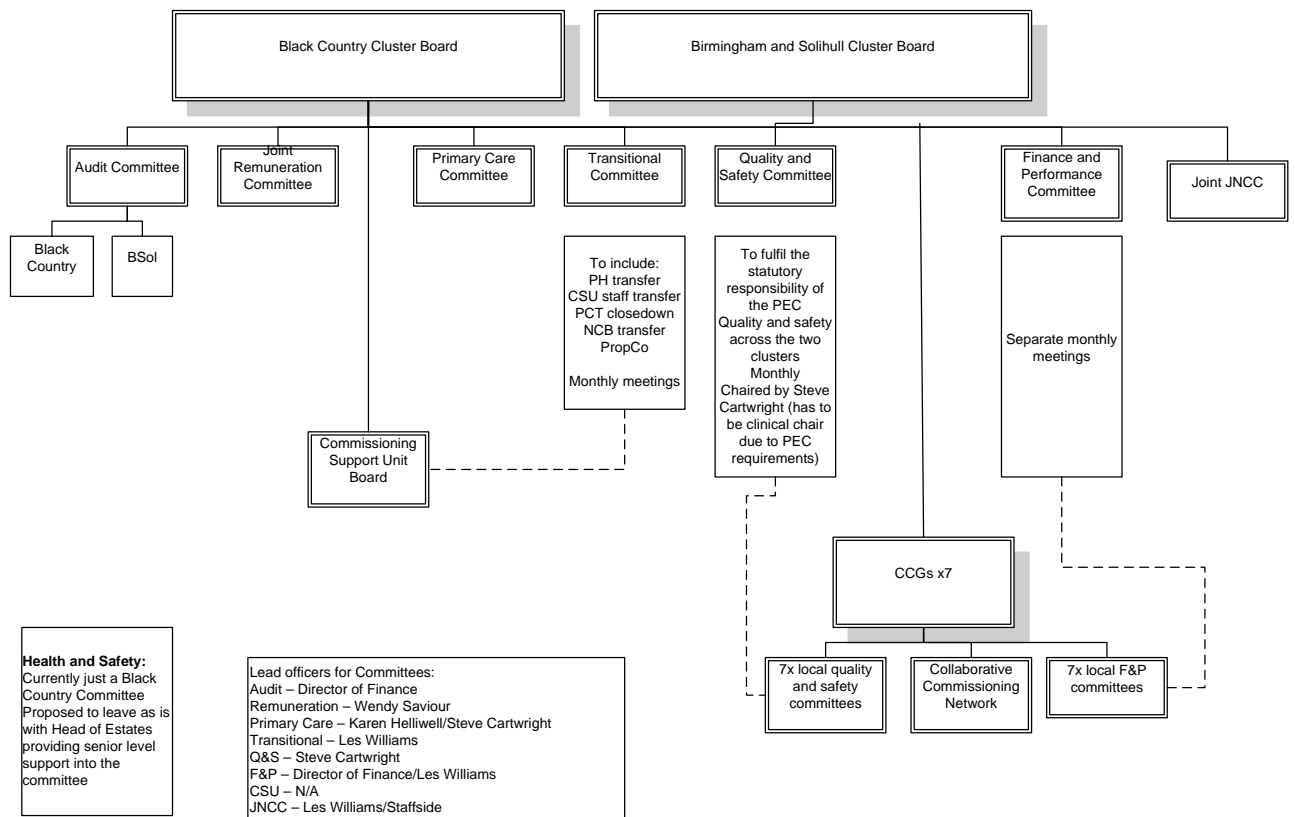 Black Country Cluster Board
Birmingham and Solihull Cluster Board
Audit Committee
Joint
Remuneration
Committee
Primary Care
Committee
Transitional
Committee
Quality and
Safety Committee
Finance and
Performance
Committee
Joint JNCC
Black
Country
BSol
To include:
PH transfer
CSU staff transfer
PCT closedown
NCB transfer
PropCo
Monthly meetings
To fulfil the
statutory
responsibility of
the PEC
Quality and safety
across the two
clusters
Monthly
Chaired by Steve
Cartwright (has to
be clinical chair
due to PEC
requirements)
Separate monthly
meetings
Commissioning
Support Unit
Board
CCGs x7
7x local quality
and safety
committees
Collaborative
Commissioning
Network
7x local F&P
committees
Health and Safety:
Currently just a Black
Country Committee
Proposed to leave as is
with Head of Estates
providing senior level
support into the
committee
Lead officers for Committees:
Audit – Director of Finance
Remuneration – Wendy Saviour
Primary Care – Karen Helliwell/Steve Cartwright
Transitional – Les Williams
Q&S – Steve Cartwright
F&P – Director of Finance/Les Williams
CSU – N/A
JNCC – Les Williams/Staffside